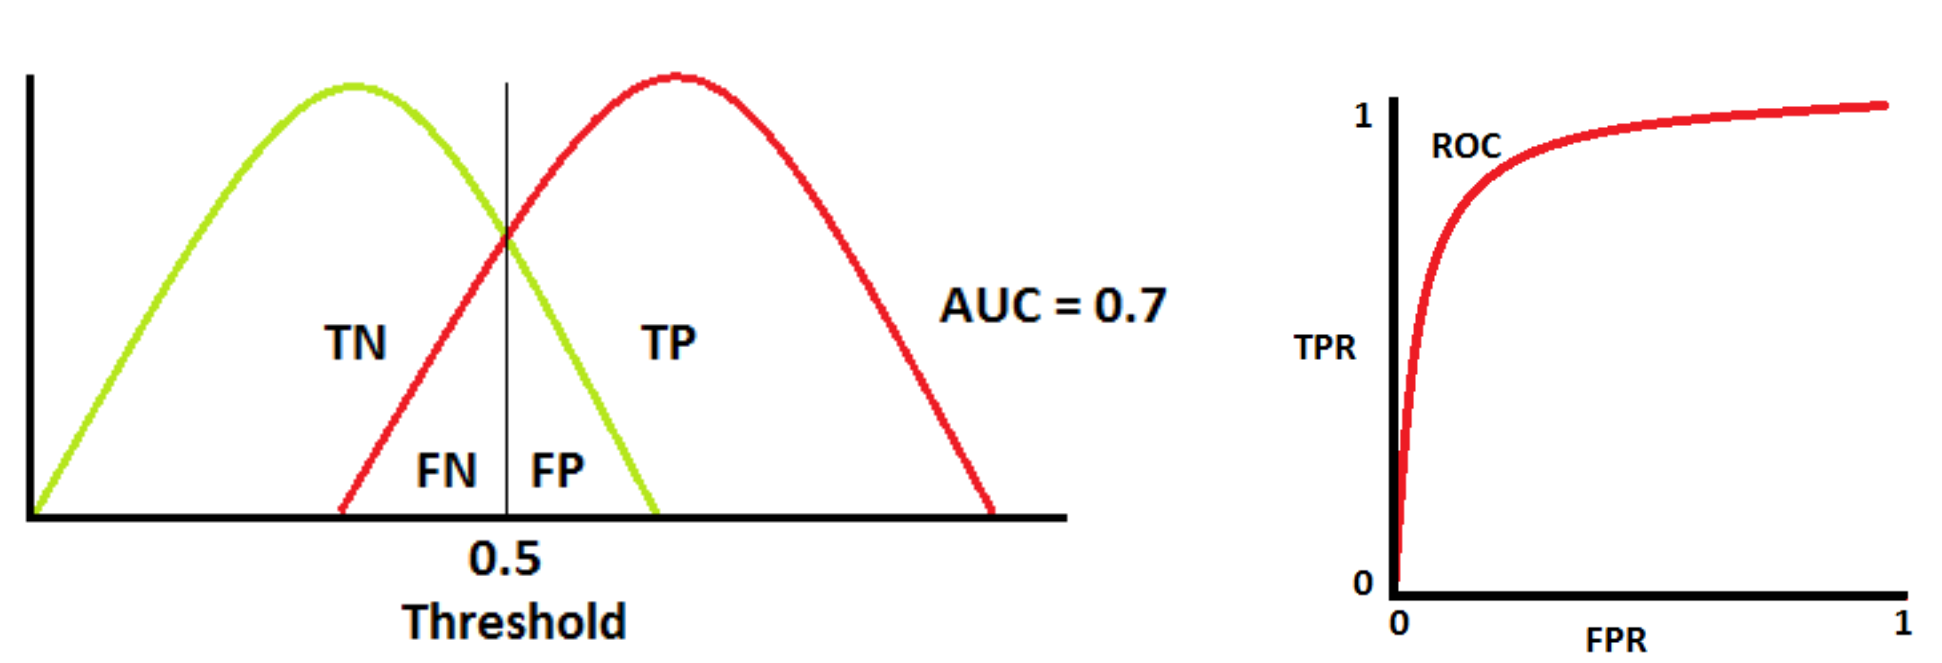 TN
TP
FN
FP
0.5
Threshold
AUC = 0.7
1
ROC
TPR
0
0
1
FPR